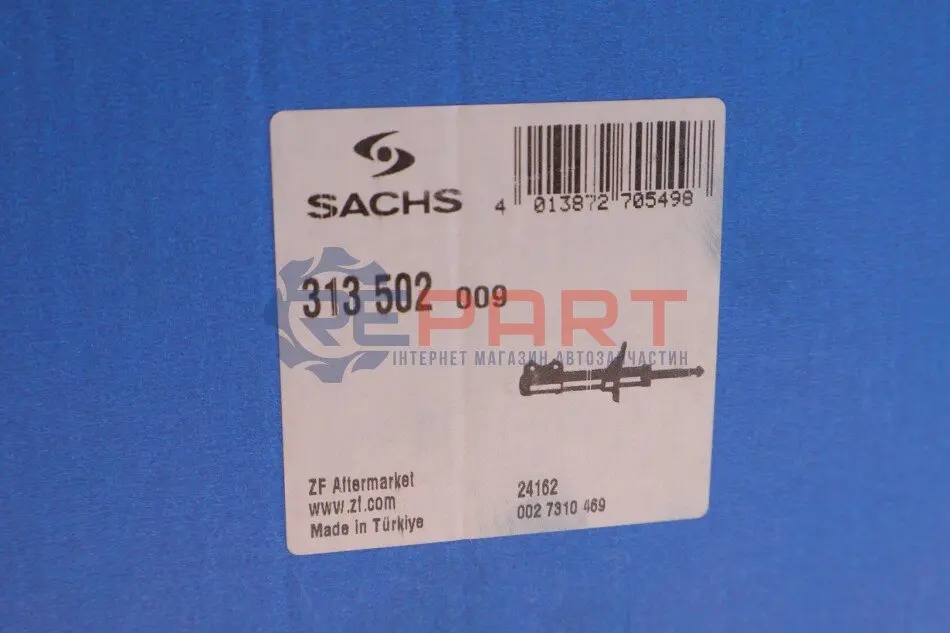 SACHS
4 013872 705498
313 502 009
REPART
ІНТЕРНЕТ МАГАЗИН АВТОЗАПЧАСТИН
ZF Aftermarket
www.zf.com
Made in Türkiye
24162
002 7310 469